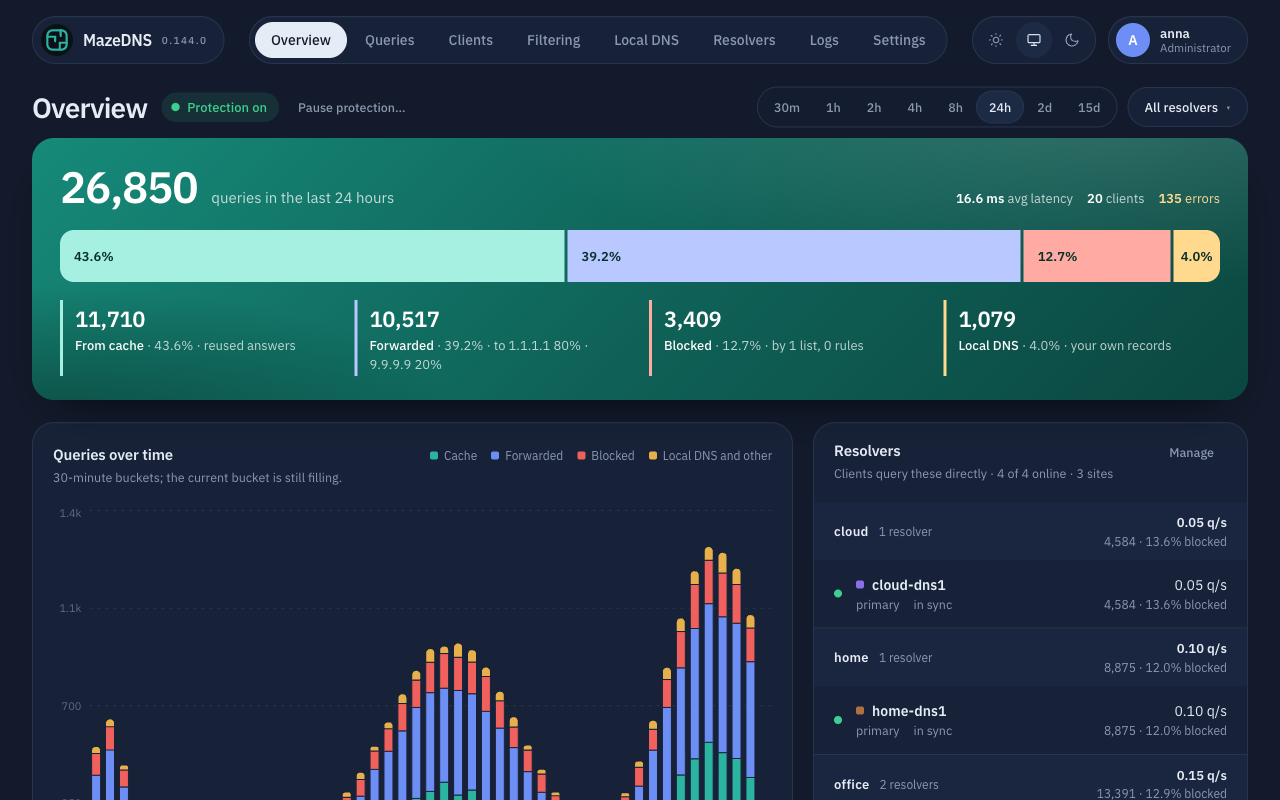 MazeDNS 0.144.0
Overview Queries Clients Filtering Local DNS Resolvers Logs Settings
A anna
Administrator
Overview Protection on Pause protection...
30m 1h 2h 4h 8h 24h 2d 15d All resolvers
26,850 queries in the last 24 hours
16.6 ms avg latency 20 clients 135 errors
43.6% 39.2% 12.7% 4.0%
11,710
From cache · 43.6% · reused answers
10,517
Forwarded · 39.2% · to 1.1.1.1 80% ·
9.9.9.9 20%
3,409
Blocked · 12.7% · by 1 list, 0 rules
1,079
Local DNS · 4.0% · your own records
Queries over time
Cache Forwarded Blocked Local DNS and other
30-minute buckets; the current bucket is still filling.
1.4k
1.1k
700
Resolvers
Manage
Clients query these directly · 4 of 4 online · 3 sites
cloud 1 resolver
0.05 q/s
4,584 · 13.6% blocked
cloud-dns1 0.05 q/s
primary in sync 4,584 · 13.6% blocked
home 1 resolver
0.10 q/s
8,875 · 12.0% blocked
home-dns1 0.10 q/s
primary in sync 8,875 · 12.0% blocked
office 2 resolvers
0.15 q/s
13,391 · 12.9% blocked